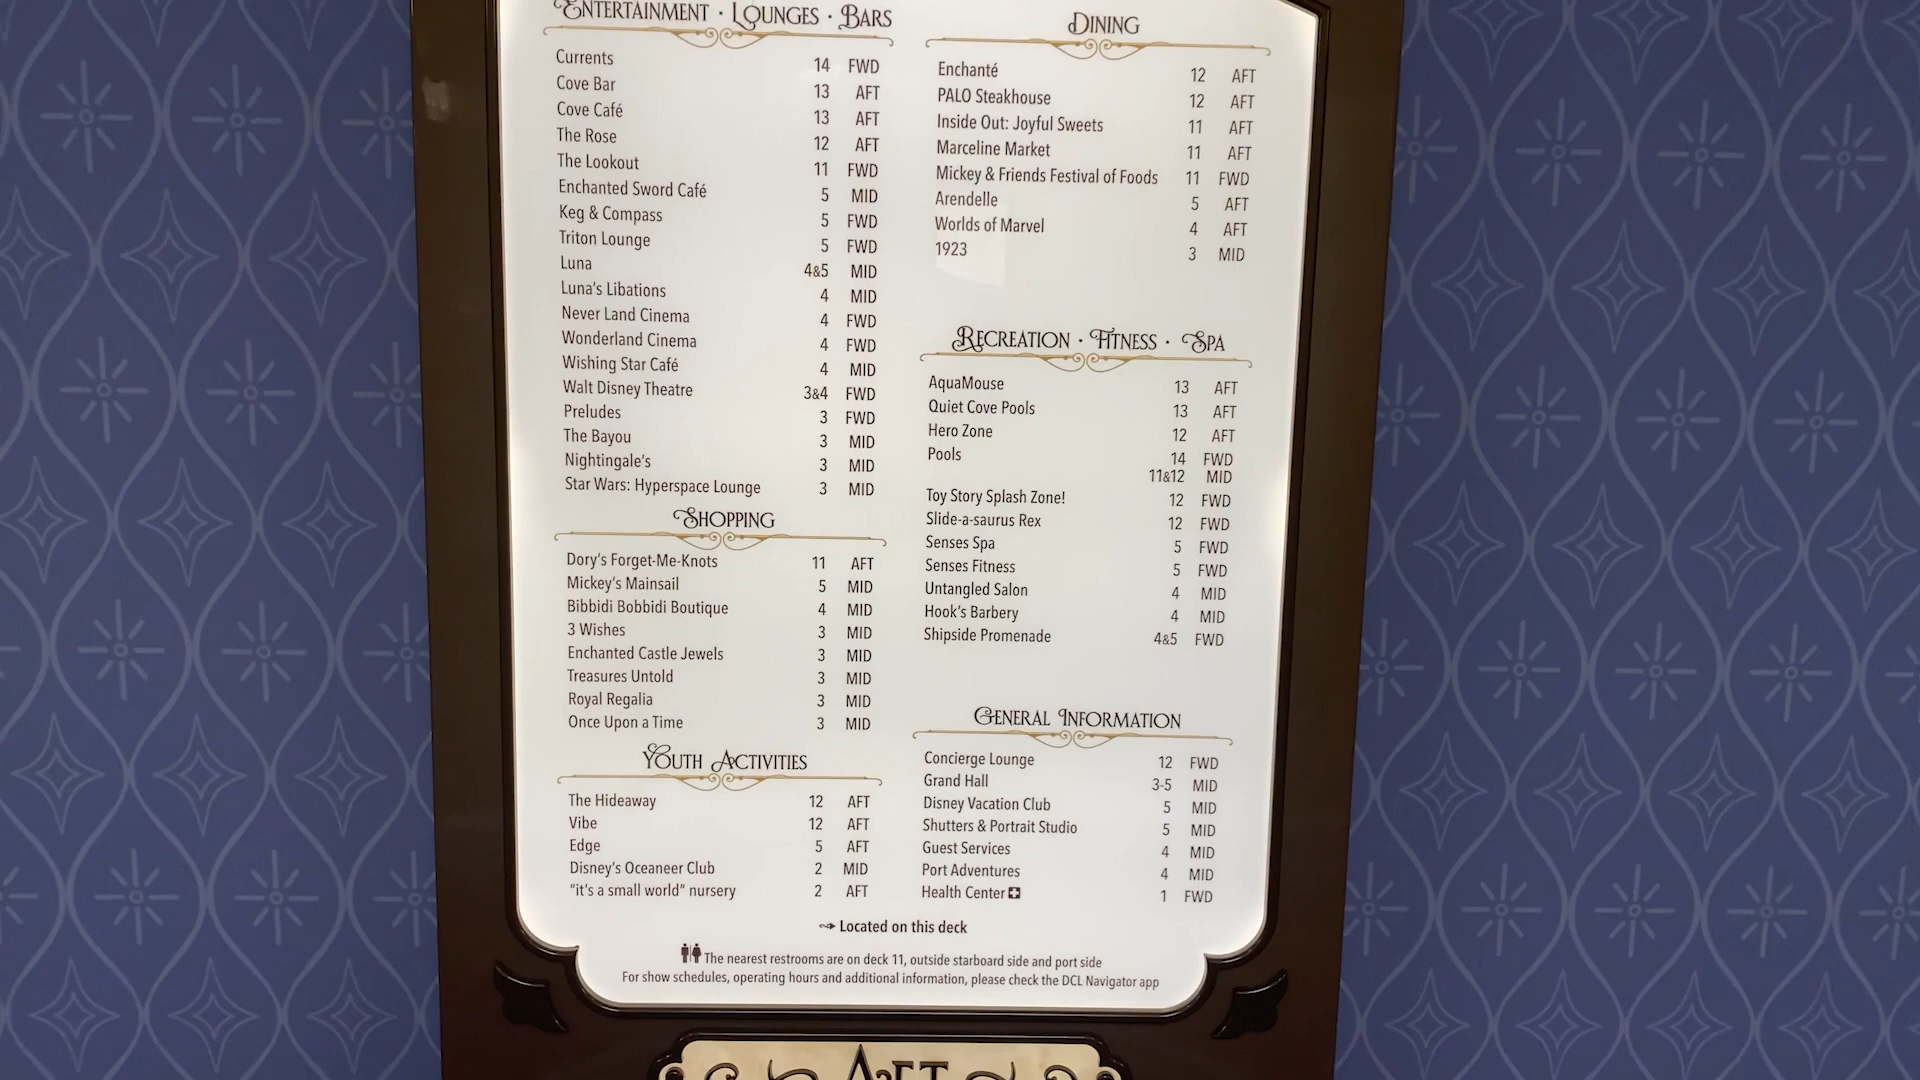 ENTERTAINMENT · LOUNGES · BARS
Currents 14 FWD
Cove Bar 13 AFT
Cove Café 13 AFT
The Rose 12 AFT
The Lookout 11 FWD
Enchanted Sword Café 5 MID
Keg & Compass 5 FWD
Triton Lounge 5 FWD
Luna 4&5 MID
Luna's Libations 4 MID
Never Land Cinema 4 FWD
Wonderland Cinema 4 FWD
Wishing Star Café 4 MID
Walt Disney Theatre 3&4 FWD
Preludes 3 FWD
The Bayou 3 MID
Nightingale's 3 MID
Star Wars: Hyperspace Lounge 3 MID
SHOPPING
Dory's Forget-Me-Knots 11 AFT
Mickey's Mainsail 5 MID
Bibbidi Bobbidi Boutique 4 MID
3 Wishes 3 MID
Enchanted Castle Jewels 3 MID
Treasures Untold 3 MID
Royal Regalia 3 MID
Once Upon a Time 3 MID
YOUTH ACTIVITIES
The Hideaway 12 AFT
Vibe 12 AFT
Edge 5 AFT
Disney's Oceaneer Club 2 MID
"it's a small world" nursery 2 AFT
DINING
Enchanté 12 AFT
PALO Steakhouse 12 AFT
Inside Out: Joyful Sweets 11 AFT
Marceline Market 11 AFT
Mickey & Friends Festival of Foods 11 FWD
Arendelle 5 AFT
Worlds of Marvel 4 AFT
1923 3 MID
RECREATION · FITNESS · SPA
AquaMouse 13 AFT
Quiet Cove Pools 13 AFT
Hero Zone 12 AFT
Pools 14 FWD
11&12 MID
Toy Story Splash Zone! 12 FWD
Slide-a-saurus Rex 12 FWD
Senses Spa 5 FWD
Senses Fitness 5 FWD
Untangled Salon 4 MID
Hook's Barbery 4 MID
Shipside Promenade 4&5 FWD
GENERAL INFORMATION
Concierge Lounge 12 FWD
Grand Hall 3-5 MID
Disney Vacation Club 5 MID
Shutters & Portrait Studio 5 MID
Guest Services 4 MID
Port Adventures 4 MID
Health Center 1 FWD
Located on this deck
The nearest restrooms are on deck 11, outside starboard side and port side
For show schedules, operating hours and additional information, please check the DCL Navigator app
AFT